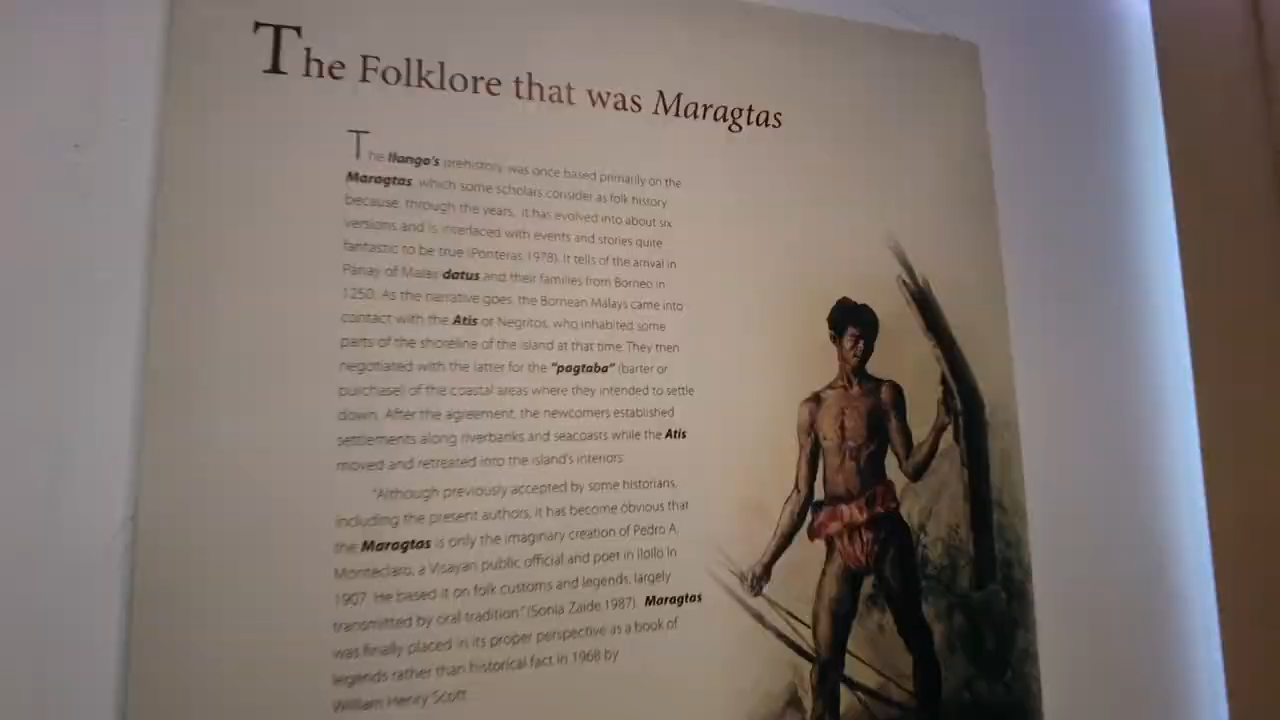 The Folklore that was Maragtas
The Ilongo's prehistory was once based primarily on the
Maragtas, which some scholars consider as folk history
because, through the years, it has evolved into about six
versions and is interlaced with events and stories quite
fantastic to be true (Ponteras 1978). It tells of the arrival in
Panay of Malay datus and their families from Borneo in
1250. As the narrative goes, the Bornean Malays came into
contact with the Atis or Negritos, who inhabited some
parts of the shoreline of the island at that time. They then
negotiated with the latter for the "pagtaba" (barter or
purchase) of the coastal areas where they intended to settle
down. After the agreement, the newcomers established
settlements along riverbanks and seacoasts while the Atis
moved and retreated into the island's interiors.
"Although previously accepted by some historians,
including the present authors, it has become obvious that
the Maragtas is only the imaginary creation of Pedro A.
Monteclaro, a Visayan public official and poet in Iloilo in
1907. He based it on folk customs and legends, largely
transmitted by oral tradition." (Sonia Zaide 1987). Maragtas
was finally placed in its proper perspective as a book of
legends rather than historical fact in 1968 by
William Henry Scott.